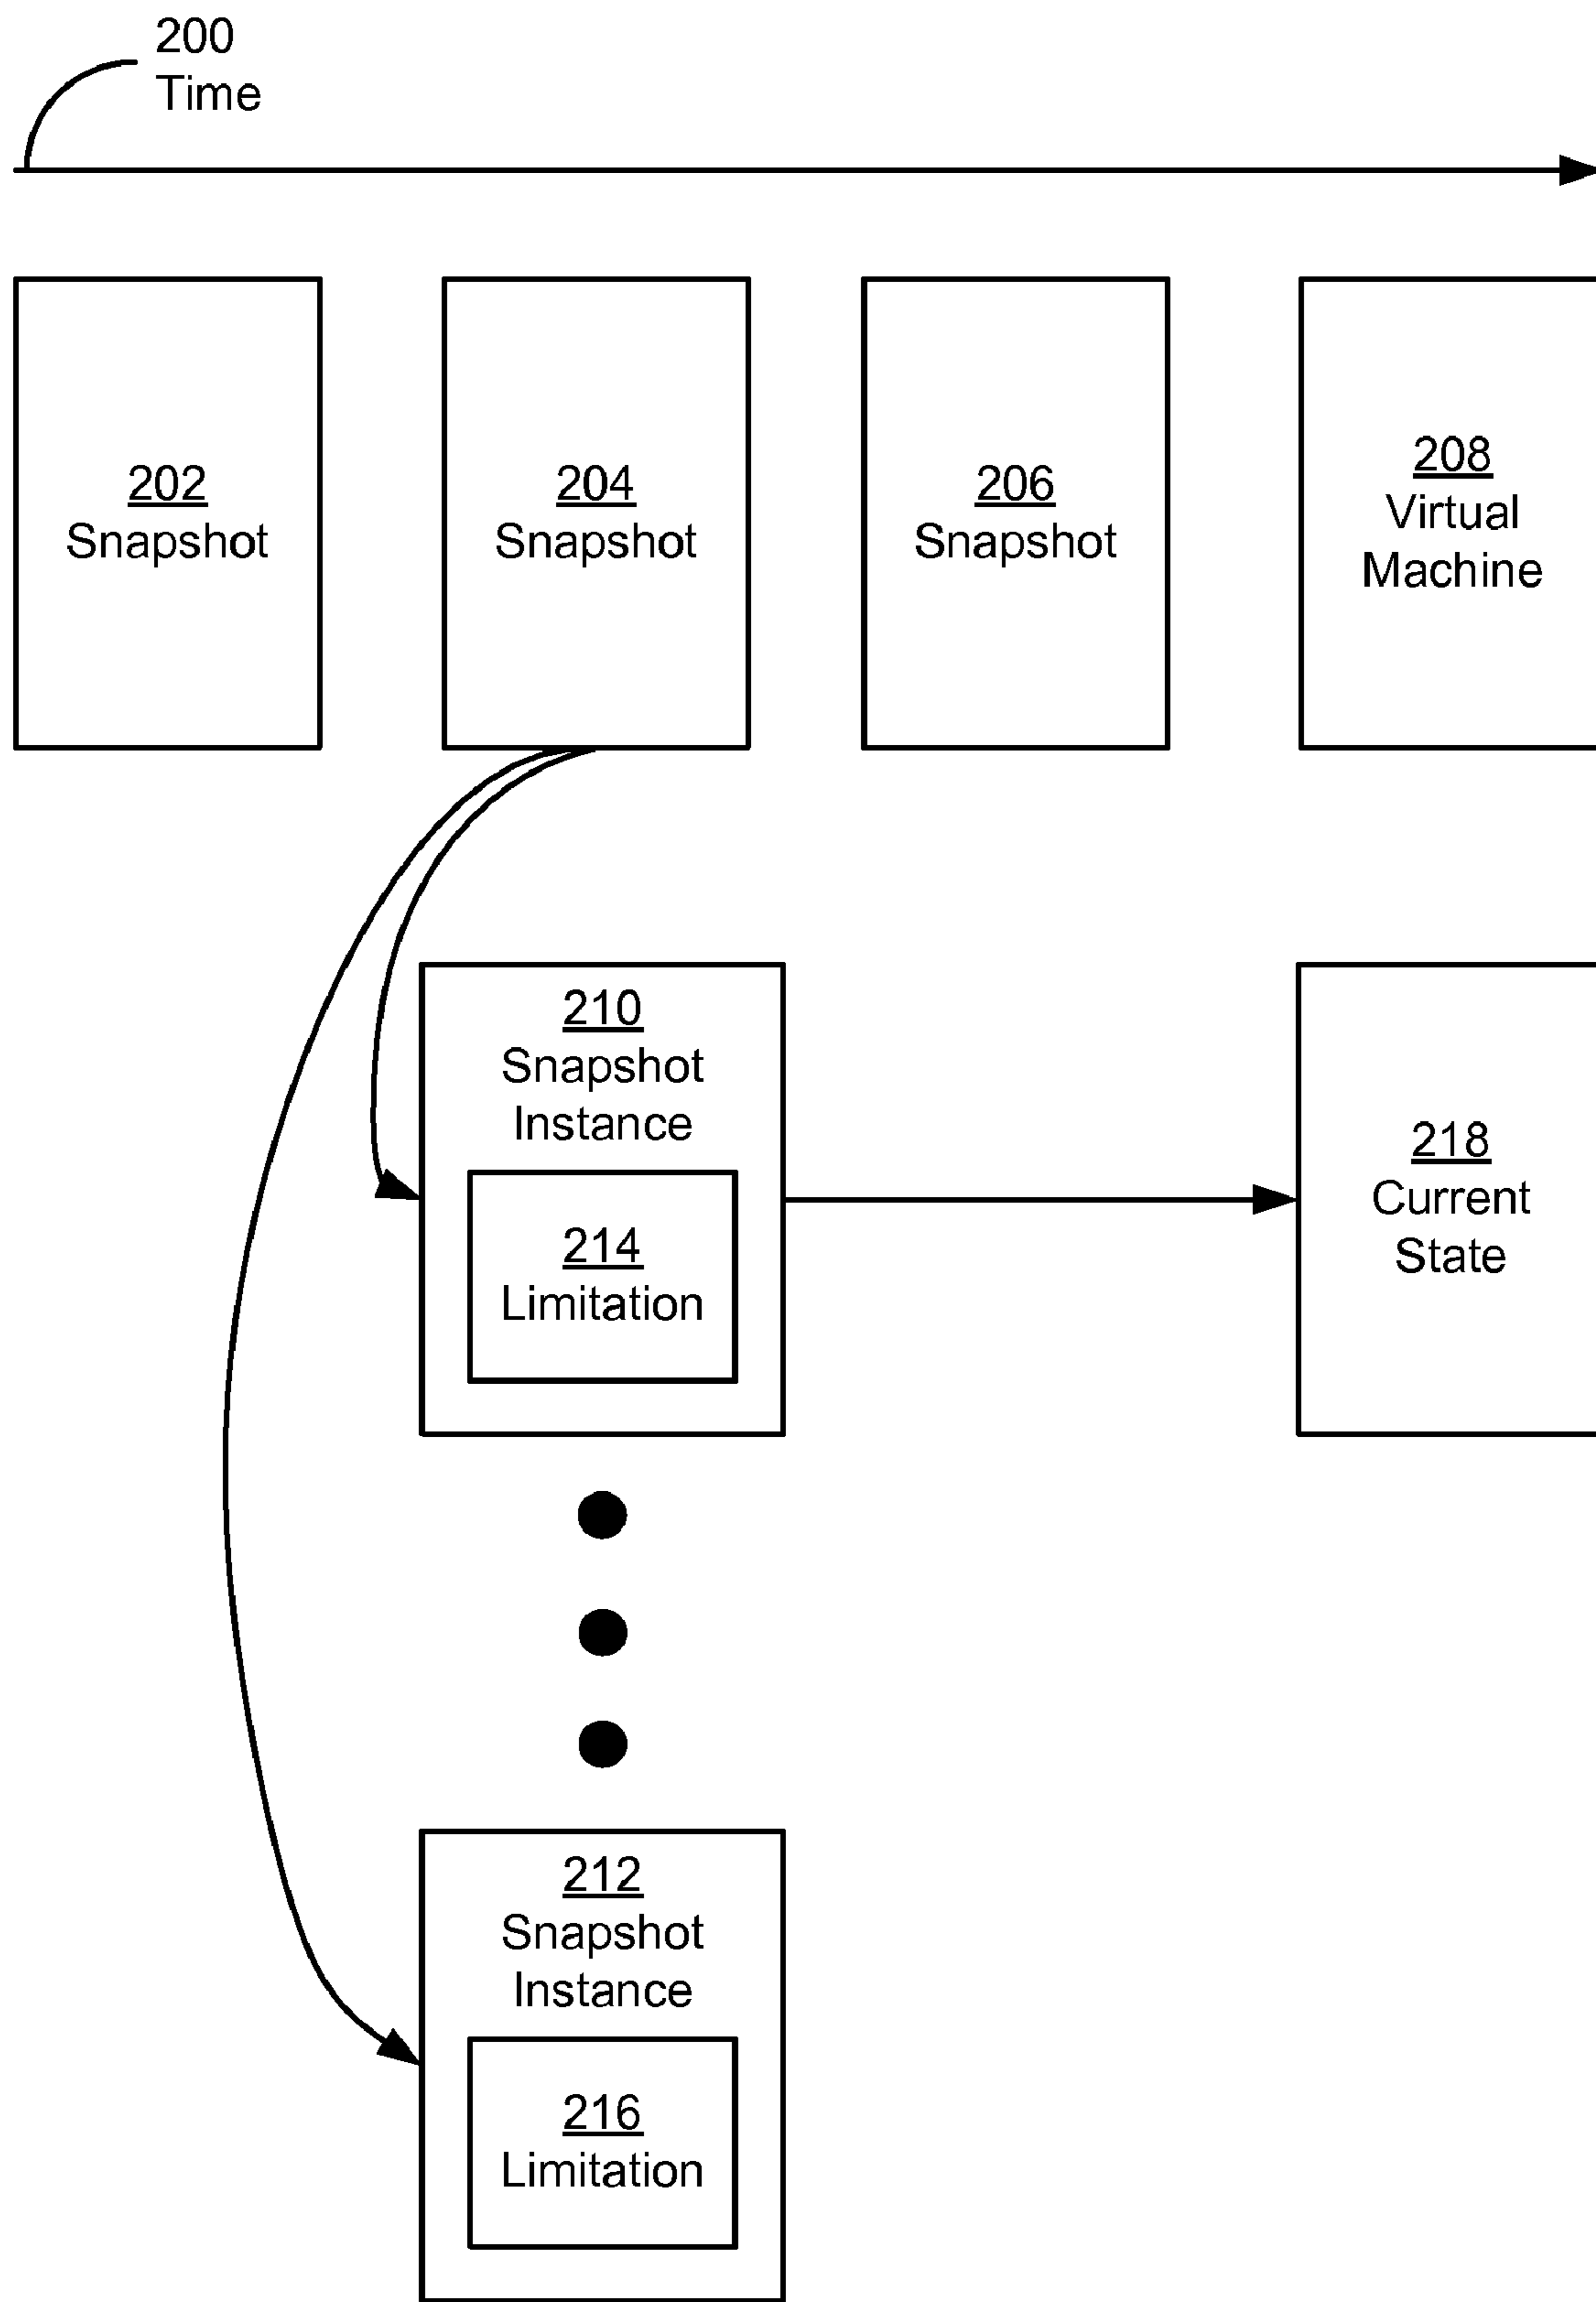 200
Time
202
Snapshot
204
Snapshot
206
Snapshot
208
Virtual
Machine
210
Snapshot
Instance
214
Limitation
218
Current
State
212
Snapshot
Instance
216
Limitation